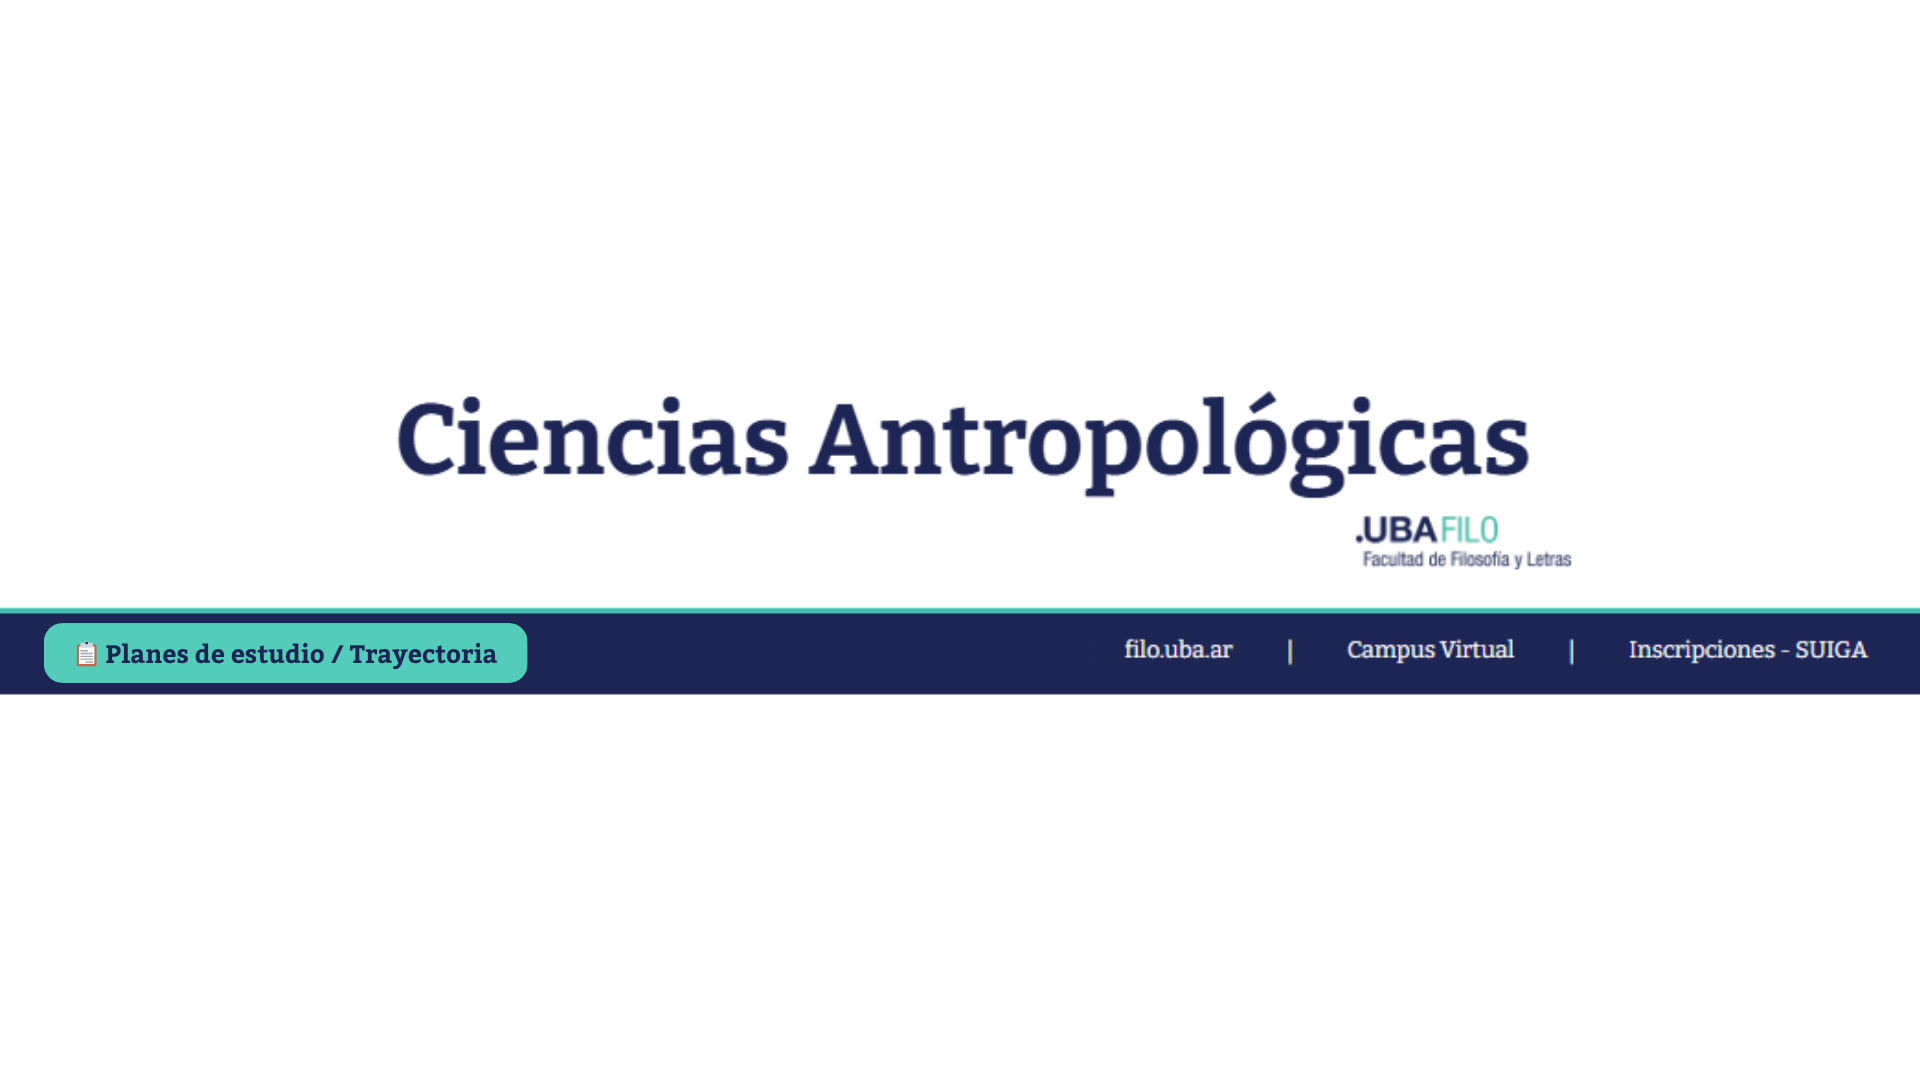 Ciencias Antropológicas
.UBAFILO
Facultad de Filosofía y Letras
📋 Planes de estudio / Trayectoria
filo.uba.ar | Campus Virtual | Inscripciones - SUIGA